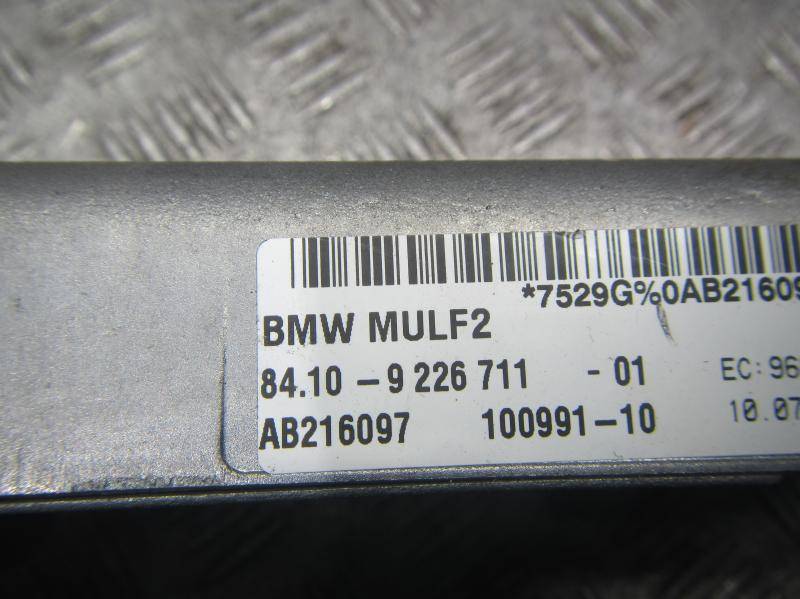 *7529G%0AB21609
BMW MULF2
84.10 - 9 226 711 - 01 EC: 96
AB216097 100991-10 10.07